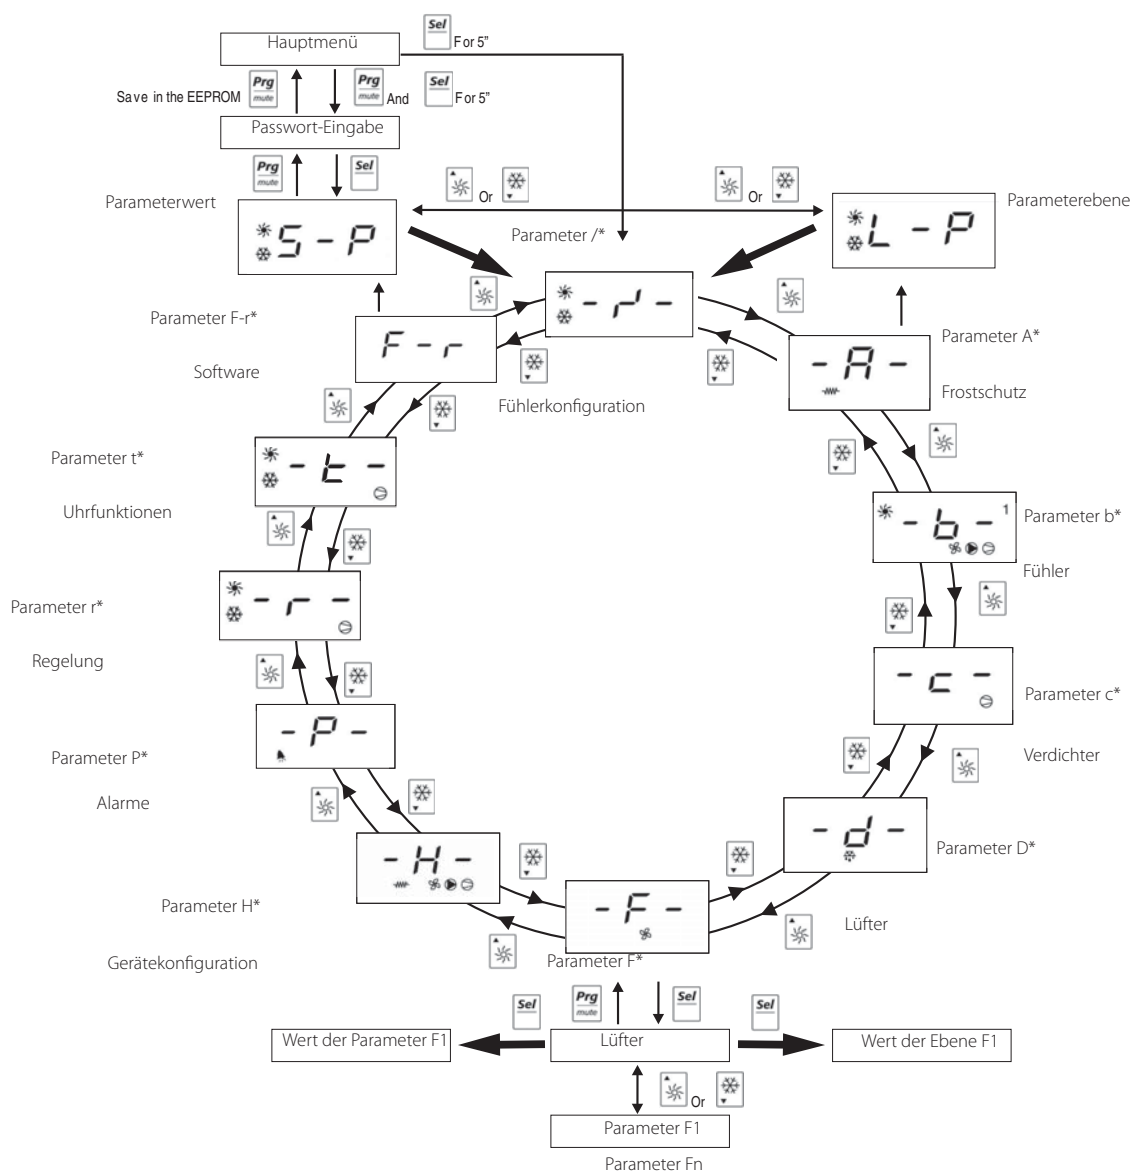 Sel
For 5"
Hauptmenü
Save in the EEPROM
Prg
mute
Prg
mute
And
Sel
For 5"
Passwort-Eingabe
Prg
mute
Sel
Parameterwert
Or
Or
Parameterebene
S - P
Parameter /*
L - P
- / -
Parameter F-r*
F - r
Parameter A*
- A -
Software
Frostschutz
Fühlerkonfiguration
Parameter t*
- t -
- b - 1
Parameter b*
Uhrfunktionen
Fühler
Parameter r*
- r -
Regelung
- c -
Parameter c*
- P -
Parameter P*
Verdichter
Alarme
- d -
Parameter D*
- H -
Parameter H*
- F -
Lüfter
Gerätekonfiguration
Parameter F*
Sel
Prg
mute
Sel
Sel
Wert der Parameter F1
Lüfter
Wert der Ebene F1
Or
Parameter F1
Parameter Fn